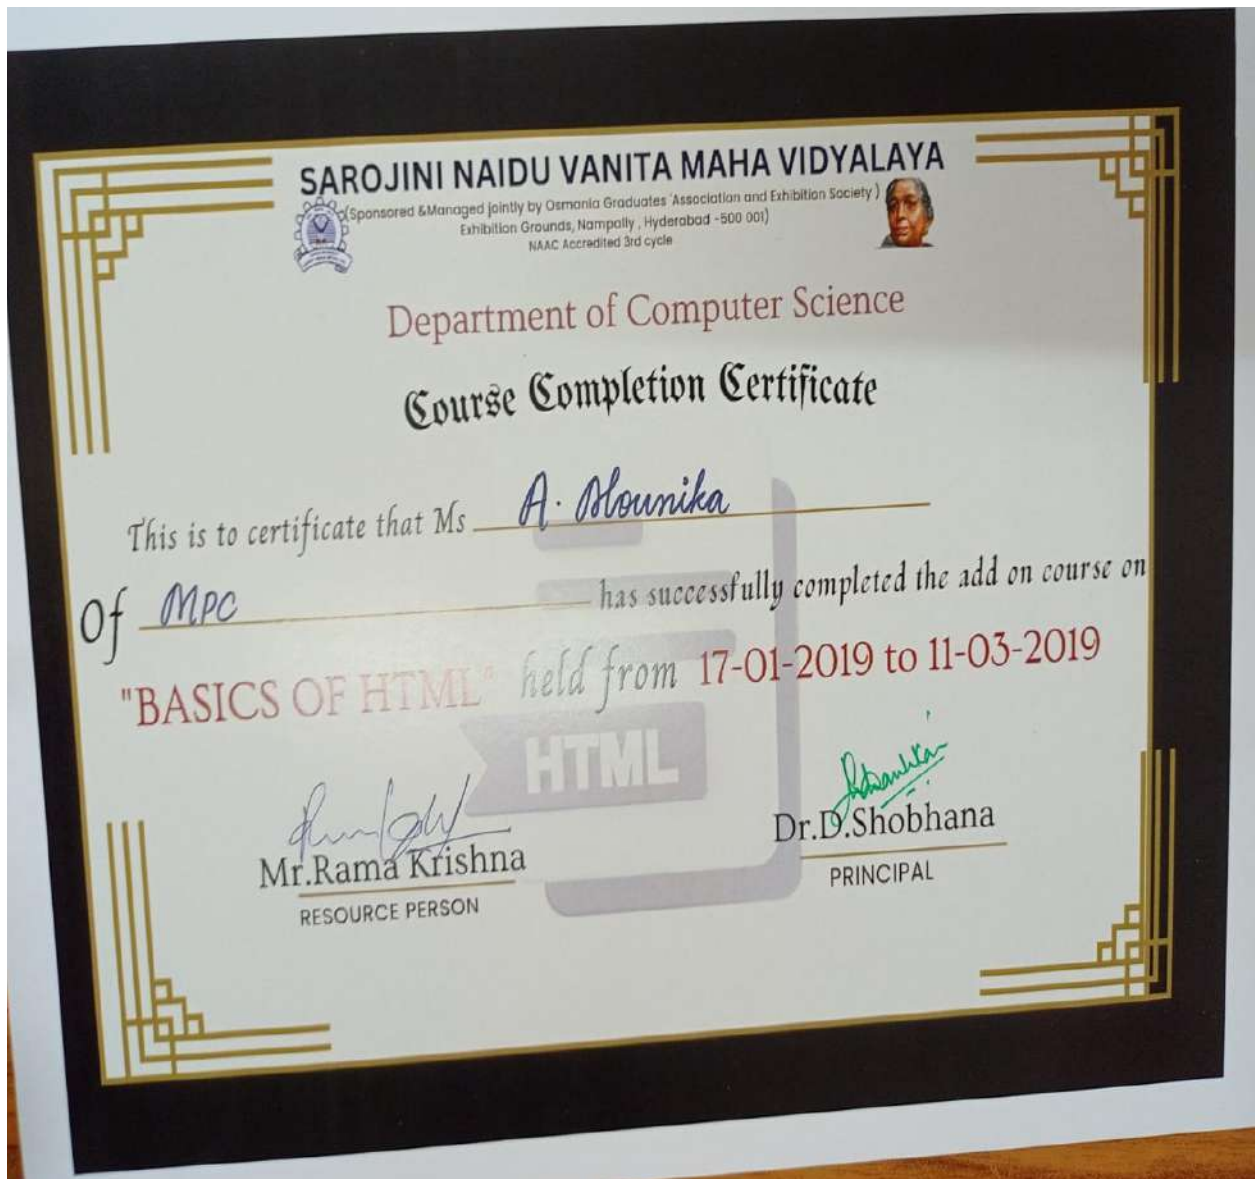 SAROJINI NAIDU VANITA MAHA VIDYALAYA
(Sponsored &Managed jointly by Osmania Graduates 'Association and Exhibition Society )
Exhibition Grounds, Nampally , Hyderabad -500 001)
NAAC Accredited 3rd cycle
Department of Computer Science
Course Completion Certificate
This is to certificate that Ms A. Mounika
Of MPC has successfully completed the add on course on
"BASICS OF HTML" held from 17-01-2019 to 11-03-2019
HTML
Mr.Rama Krishna
RESOURCE PERSON
Dr.D.Shobhana
PRINCIPAL